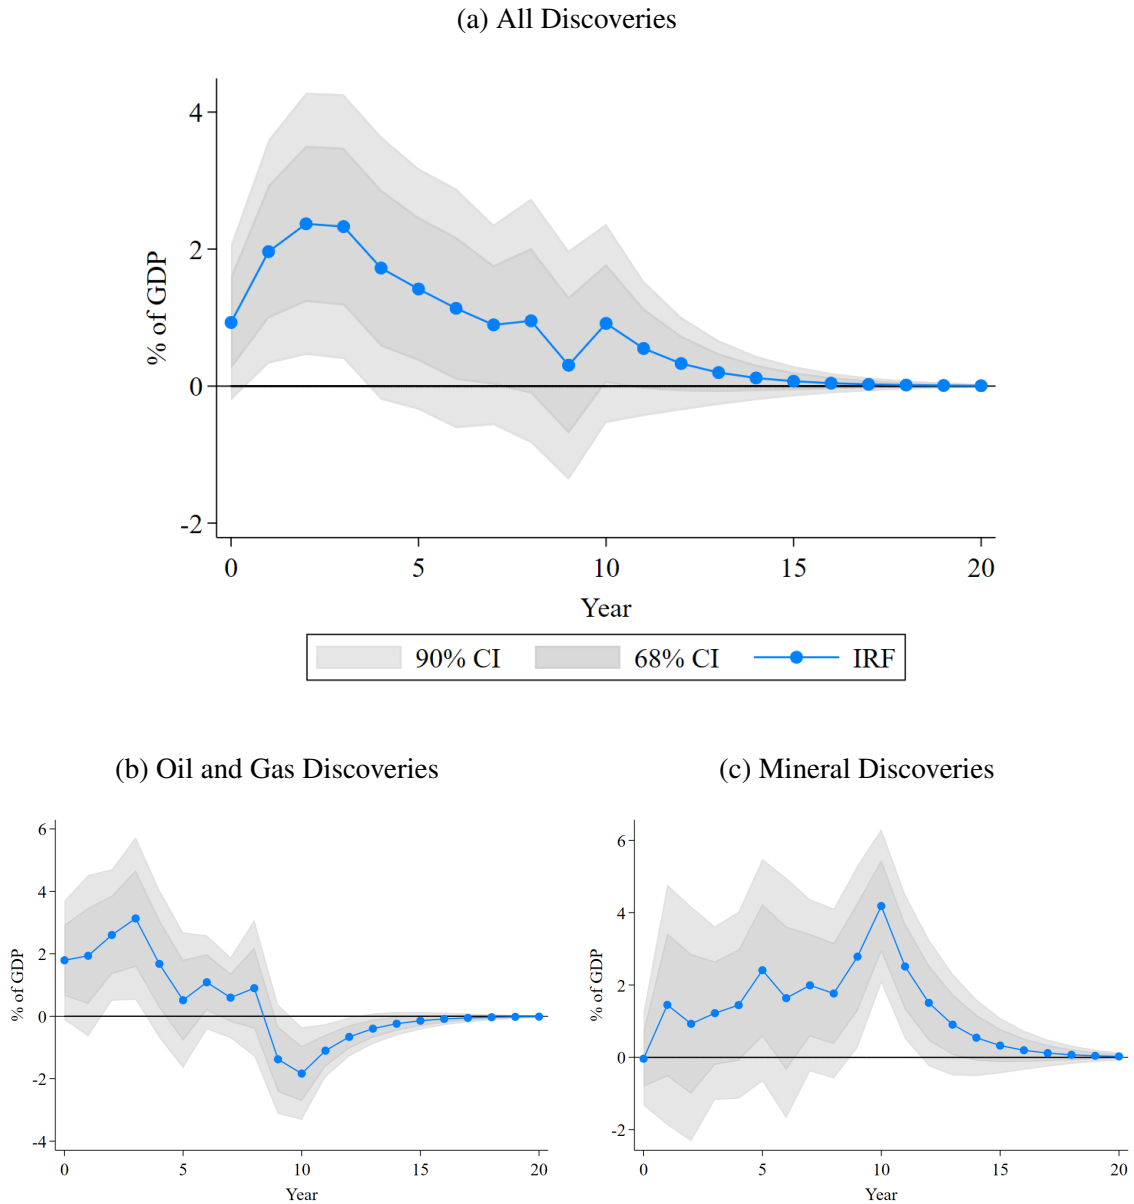 (a) All Discoveries
4
2
0
-2
% of GDP
0 5 10 15 20
Year
90% CI 68% CI IRF
(b) Oil and Gas Discoveries
6
4
2
0
-2
-4
% of GDP
0 5 10 15 20
Year
(c) Mineral Discoveries
6
4
2
0
-2
% of GDP
0 5 10 15 20
Year